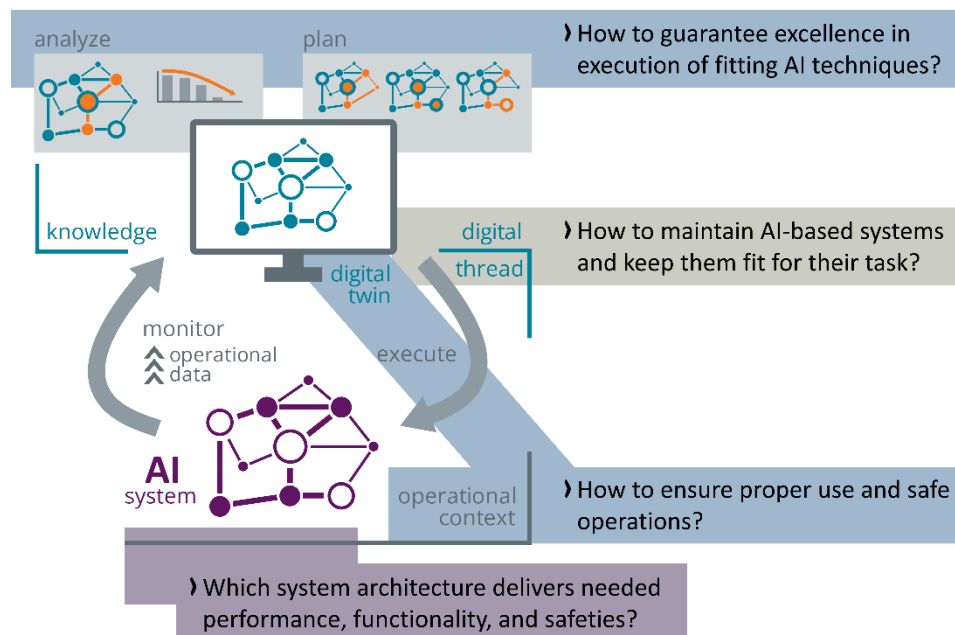 analyze
plan
❯ How to guarantee excellence in
execution of fitting AI techniques?
knowledge
digital
thread
❯ How to maintain AI-based systems
and keep them fit for their task?
digital
twin
monitor
operational
data
execute
AI
system
operational
context
❯ How to ensure proper use and safe
operations?
❯ Which system architecture delivers needed
performance, functionality, and safeties?